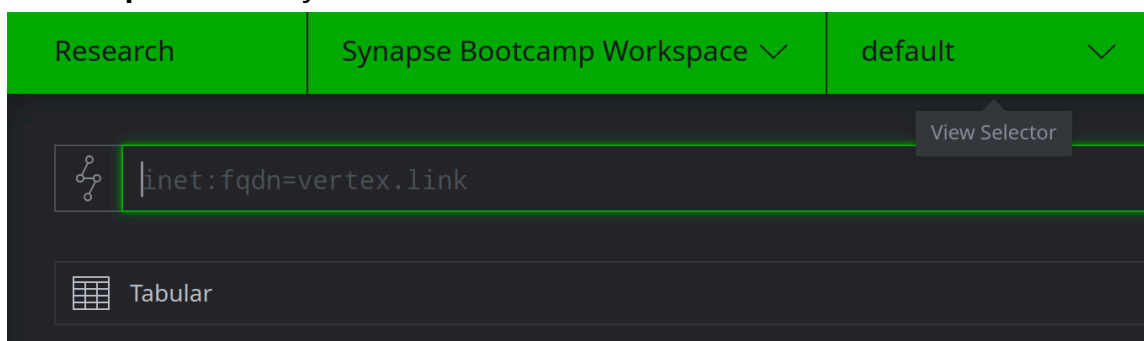 Research
Synapse Bootcamp Workspace
default
View Selector
inet:fqdn=vertex.link
Tabular